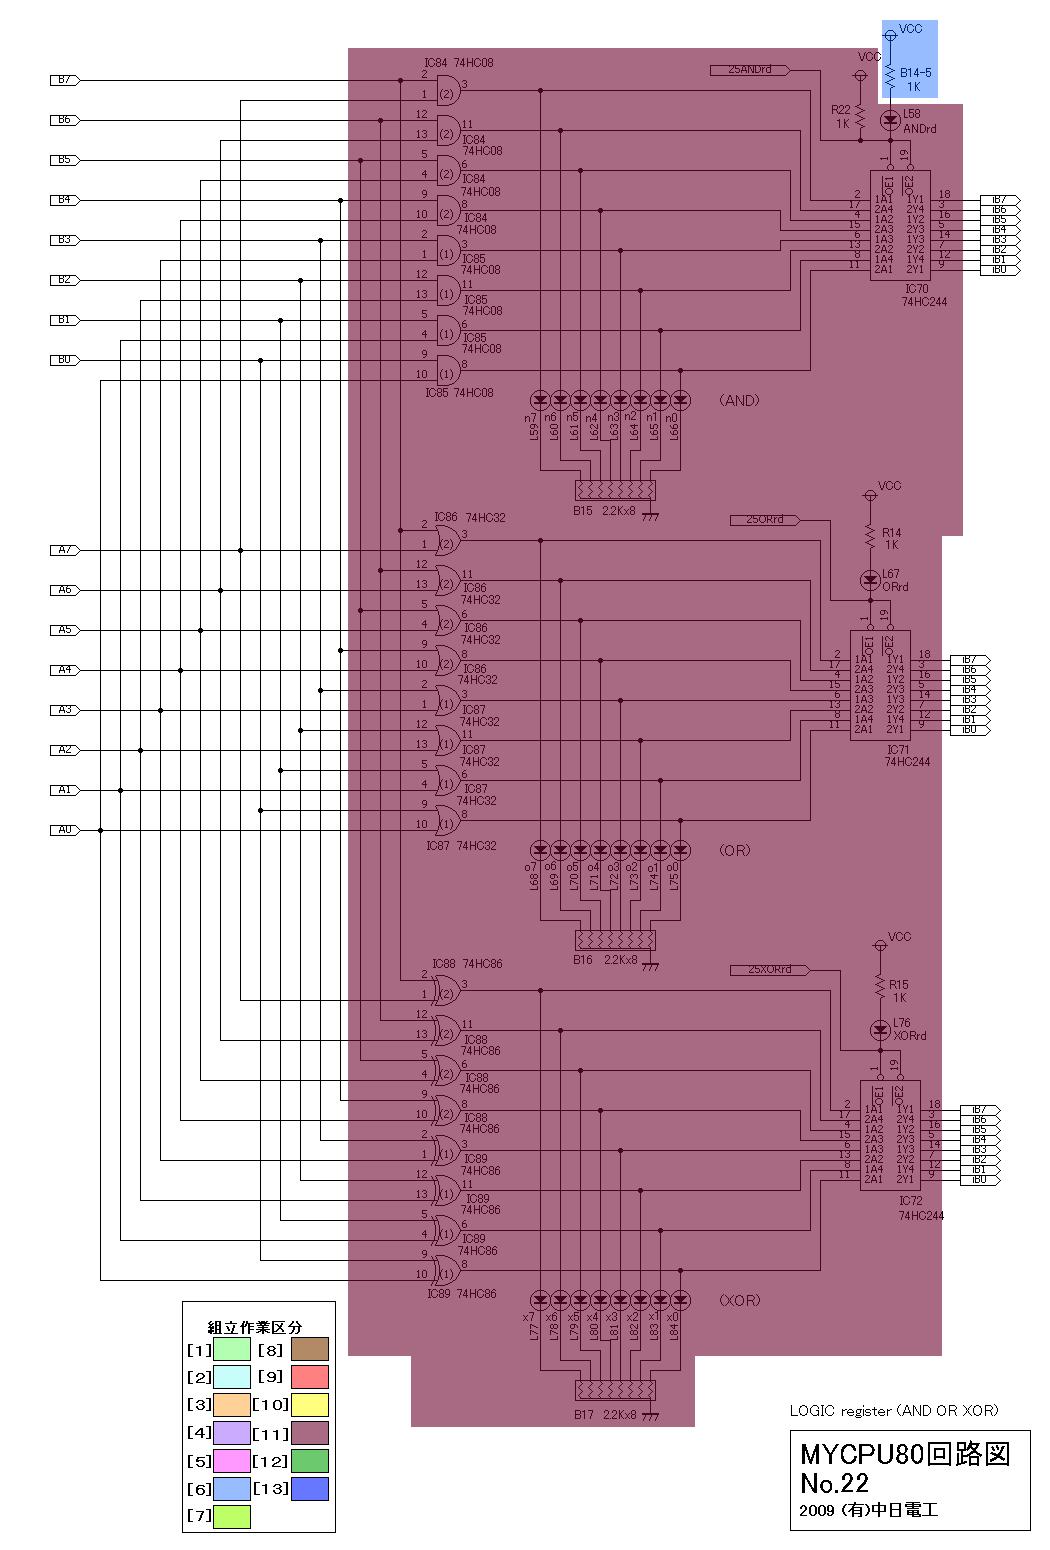 VCC
B14-5
1K
VCC
R22
1K
L58
ANDrd
25ANDrd
IC84 74HC08
B7
2
1
(2)
3
B6
12
13
(2)
11
IC84
74HC08
B5
5
4
(2)
6
IC84
74HC08
B4
9
10
(2)
8
IC84
74HC08
B3
2
1
(1)
3
IC85
74HC08
B2
12
13
(1)
11
IC85
74HC08
B1
5
4
(1)
6
IC85
74HC08
B0
9
10
(1)
8
IC85 74HC08
1
19
OE1
OE2
2 1A1 1Y1 18 iB7
17 2A4 2Y4 3 iB6
4 1A2 1Y2 16 iB5
15 2A3 2Y3 5 iB4
6 1A3 1Y3 14 iB3
13 2A2 2Y2 7 iB2
8 1A4 1Y4 12 iB1
11 2A1 2Y1 9 iB0
IC70
74HC244
n7 n6 n5 n4 n3 n2 n1 n0
L59 L60 L61 L62 L63 L64 L65 L66
(AND)
B15 2.2Kx8
VCC
R14
1K
L67
ORrd
25ORrd
IC86 74HC32
A7
2
1
(2)
3
A6
12
13
(2)
11
IC86
74HC32
A5
5
4
(2)
6
IC86
74HC32
A4
9
10
(2)
8
IC86
74HC32
A3
2
1
(1)
3
IC87
74HC32
A2
12
13
(1)
11
IC87
74HC32
A1
5
4
(1)
6
IC87
74HC32
A0
9
10
(1)
8
IC87 74HC32
1
19
OE1
OE2
2 1A1 1Y1 18 iB7
17 2A4 2Y4 3 iB6
4 1A2 1Y2 16 iB5
15 2A3 2Y3 5 iB4
6 1A3 1Y3 14 iB3
13 2A2 2Y2 7 iB2
8 1A4 1Y4 12 iB1
11 2A1 2Y1 9 iB0
IC71
74HC244
o7 o6 o5 o4 o3 o2 o1 o0
L68 L69 L70 L71 L72 L73 L74 L75
(OR)
B16 2.2Kx8
VCC
R15
1K
L76
XORrd
25XORrd
IC88 74HC86
2
1
(2)
3
12
13
(2)
11
IC88
74HC86
5
4
(2)
6
IC88
74HC86
9
10
(2)
8
IC88
74HC86
2
1
(1)
3
IC89
74HC86
12
13
(1)
11
IC89
74HC86
5
4
(1)
6
IC89
74HC86
9
10
(1)
8
IC89 74HC86
1
19
OE1
OE2
2 1A1 1Y1 18 iB7
17 2A4 2Y4 3 iB6
4 1A2 1Y2 16 iB5
15 2A3 2Y3 5 iB4
6 1A3 1Y3 14 iB3
13 2A2 2Y2 7 iB2
8 1A4 1Y4 12 iB1
11 2A1 2Y1 9 iB0
IC72
74HC244
x7 x6 x5 x4 x3 x2 x1 x0
L77 L78 L79 L80 L81 L82 L83 L84
(XOR)
B17 2.2Kx8
組立作業区分
[1] [8]
[2] [9]
[3] [10]
[4] [11]
[5] [12]
[6] [13]
[7]
LOGIC register (AND OR XOR)
MYCPU80回路図
No.22
2009 (有)中日電工